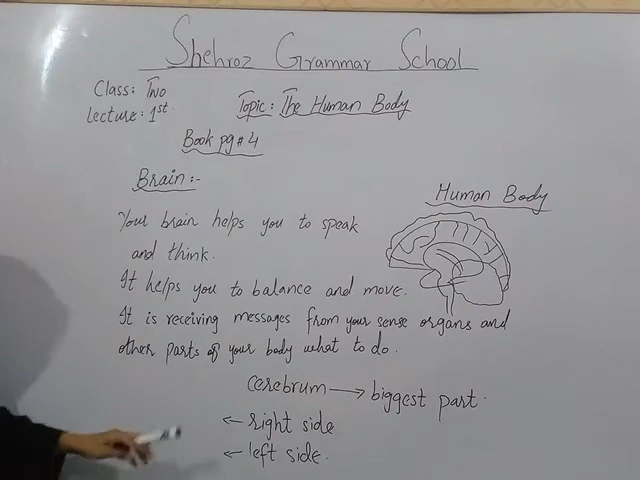 Shehroz Grammar School
Class: Two
Lecture: 1st.
Topic: The Human Body
Book pg # 4
Brain:-
Human Body
Your brain helps you to speak
and think.
It helps you to balance and move.
It is receiving messages from your sense organs and
other parts of your body what to do.
cerebrum → biggest part.
← right side
← left side.